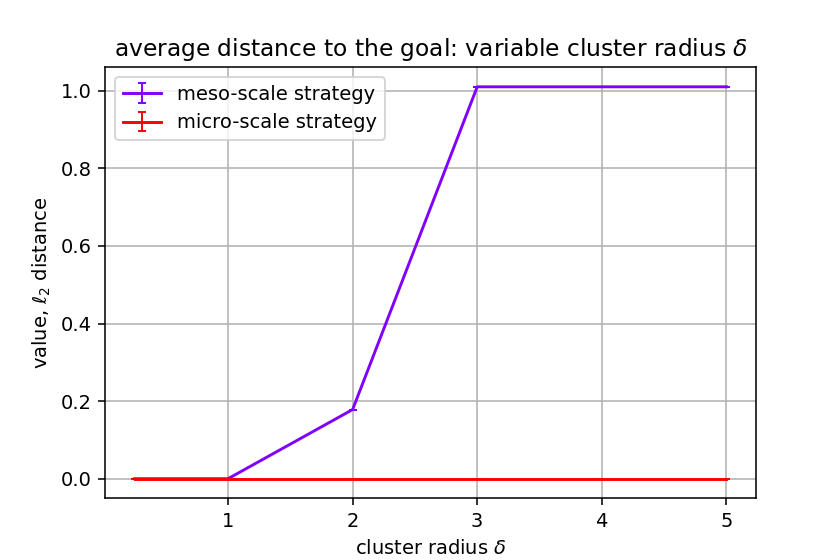 average distance to the goal: variable cluster radius δ
meso-scale strategy
micro-scale strategy
value, ℓ₂ distance
1.0
0.8
0.6
0.4
0.2
0.0
1 2 3 4 5
cluster radius δ